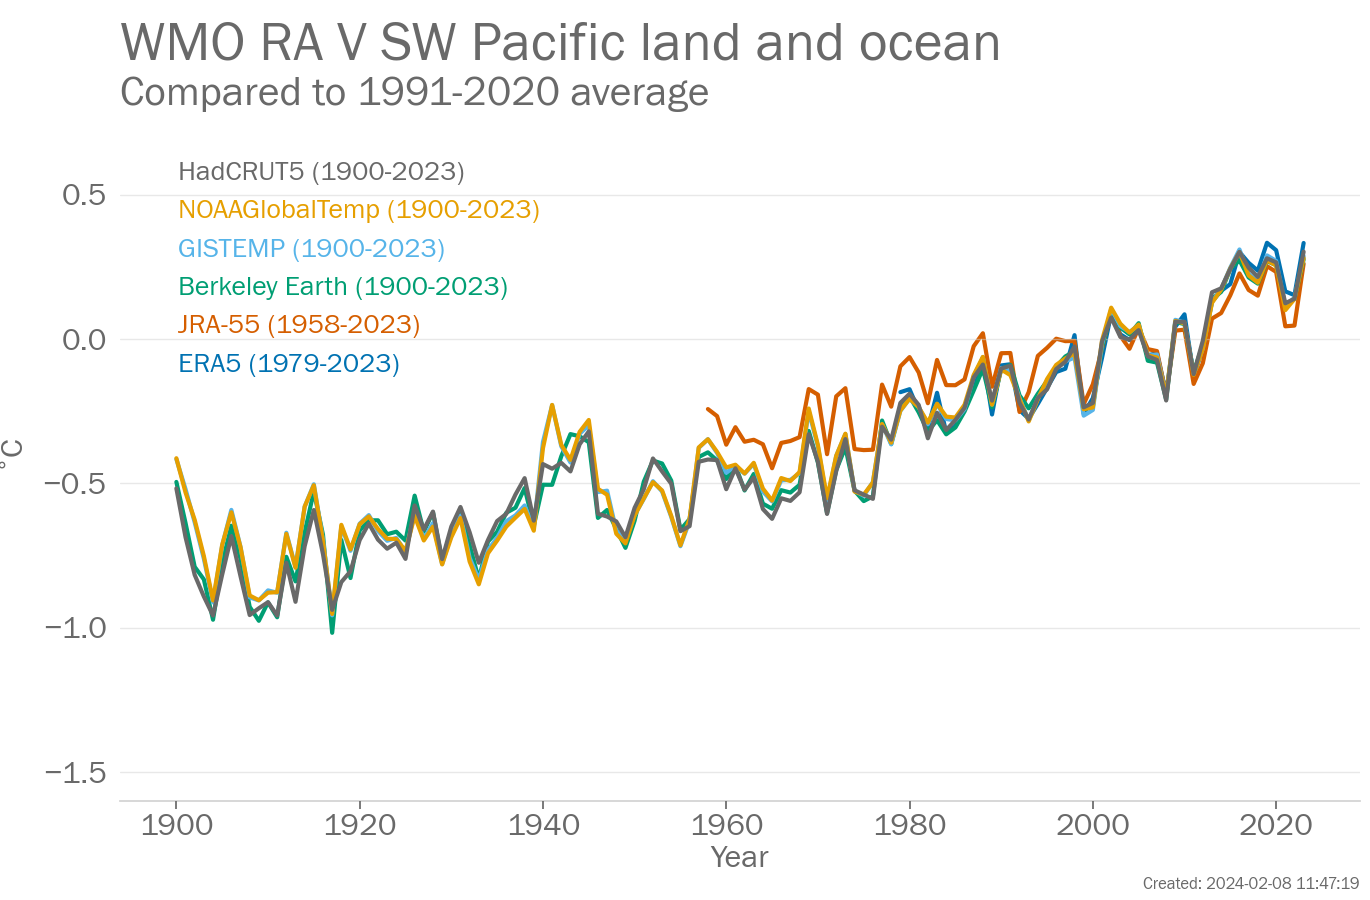 WMO RA V SW Pacific land and ocean
Compared to 1991-2020 average
HadCRUT5 (1900-2023)
NOAAGlobalTemp (1900-2023)
GISTEMP (1900-2023)
Berkeley Earth (1900-2023)
JRA-55 (1958-2023)
ERA5 (1979-2023)
0.5
0.0
−0.5
−1.0
−1.5
°C
1900 1920 1940 1960 1980 2000 2020
Year
Created: 2024-02-08 11:47:19